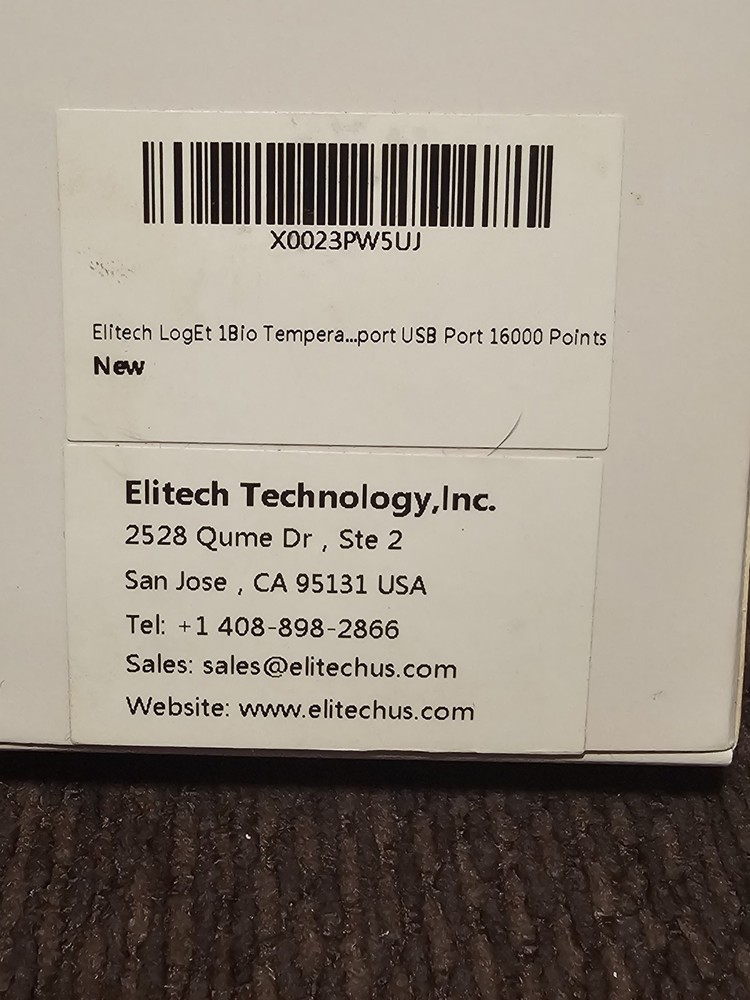 X0023PW5UJ
Elitech LogEt 1Bio Tempera...port USB Port 16000 Points
New
Elitech Technology,Inc.
2528 Qume Dr , Ste 2
San Jose , CA 95131 USA
Tel: +1 408-898-2866
Sales: sales@elitechus.com
Website: www.elitechus.com